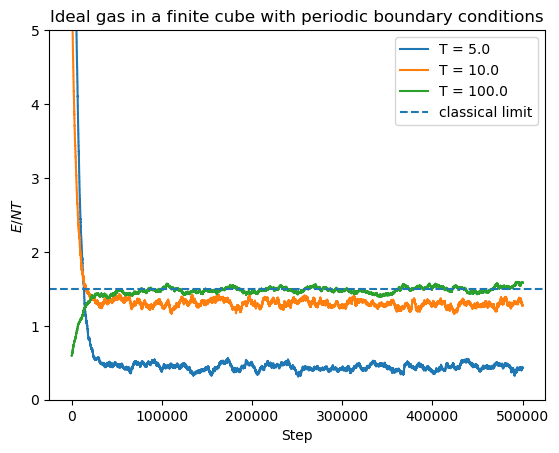 Ideal gas in a finite cube with periodic boundary conditions
5
4
3
2
1
0
E/NT
T = 5.0
T = 10.0
T = 100.0
classical limit
0
100000
200000
300000
400000
500000
Step